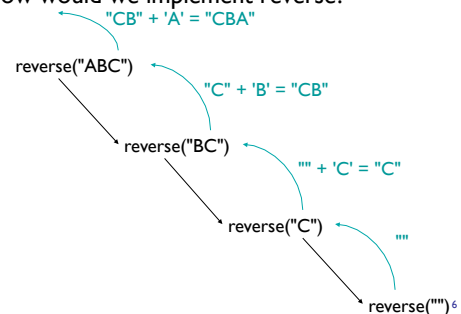 ow would we implement reverse?
"CB" + 'A' = "CBA"
reverse("ABC")
"C" + 'B' = "CB"
reverse("BC")
"" + 'C' = "C"
reverse("C")
""
reverse("") 6